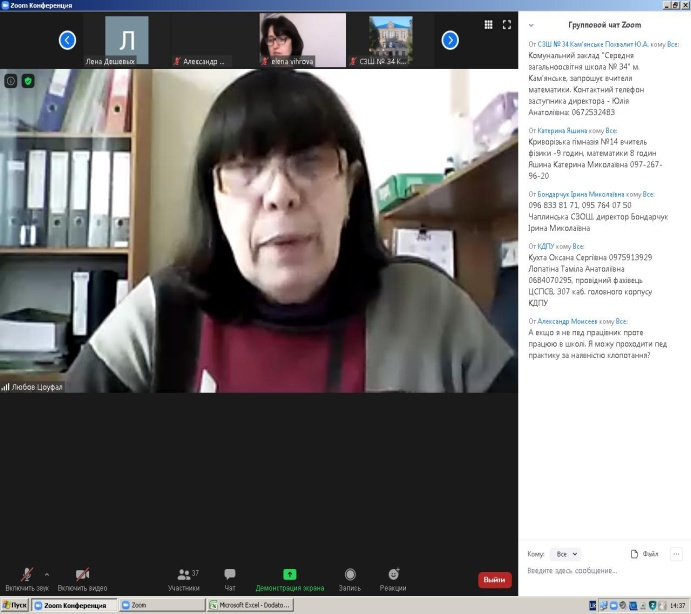 Zoom Конференция
Групповой чат Zoom
Л
Лена Дешевых
Александр ...
elena vihrova
СЗШ № 34 К...
От СЗШ № 34 Кам'янське Похвалит Ю.А. кому Все:
Комунальний заклад "Середня
загальноосвітня школа № 34" м.
Кам'янське, запрошує вчителя
математики. Контактний телефон
заступника директора - Юлія
Анатоліївна: 0672532483
От Катерина Яшина кому Все:
Криворізька гімназія №14 вчитель
фізики -9 годин, математики 8 годин
Яшина Катерина Миколаївна 097-267-
96-20
От Бондарчук Ірина Миколаївна кому Все:
096 833 81 71, 095 764 07 50
Чаплинська СЗОШ, директор Бондарчук
Ірина Миколаївна
От КДПУ кому Все:
Кухта Оксана Сергіївна 0975913929
Лопатіна Таміла Анатоліївна
0684070295, провідний фахівець
ЦСПСВ, 307 каб. головного корпусу
КДПУ
От Александр Моисеев кому Все:
А якщо я не пед працівник проте
працюю в школі. Я можу проходити пед
практику за наявністю клопотання?
Любов Цоуфал
Кому: Все
Файл
Введите здесь сообщение...
Включить звук
Включить видео
37
Участники
Чат
Демонстрация экрана
Запись
Реакции
Выйти
Пуск
Zoom Конференция
Zoom
Microsoft Excel - Dodato...
14:37